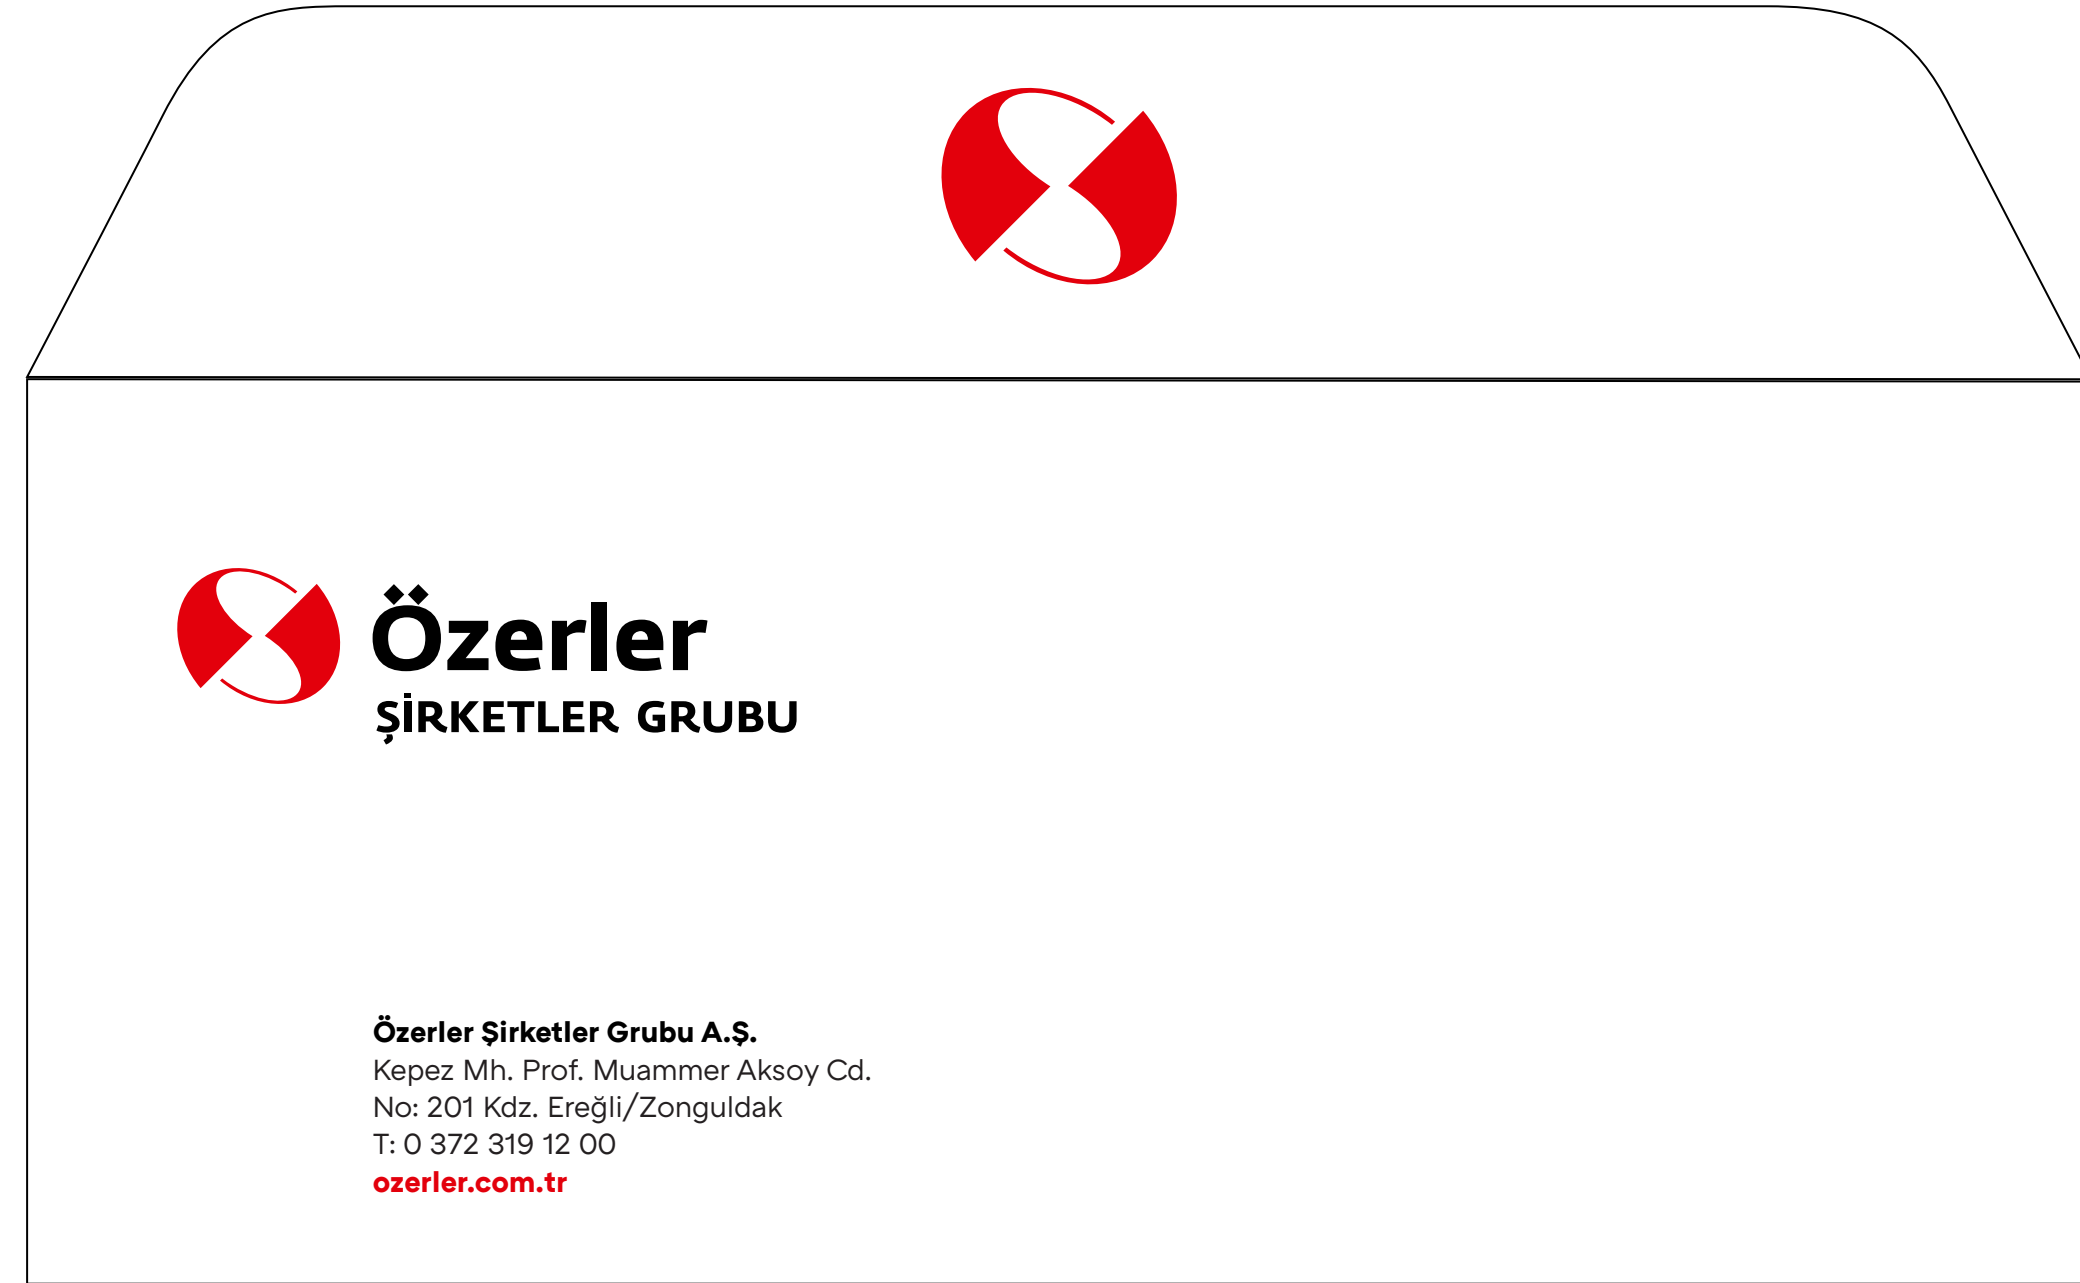 Özerler
ŞİRKETLER GRUBU
Özerler Şirketler Grubu A.Ş.
Kepez Mh. Prof. Muammer Aksoy Cd.
No: 201 Kdz. Ereğli/Zonguldak
T: 0 372 319 12 00
ozerler.com.tr